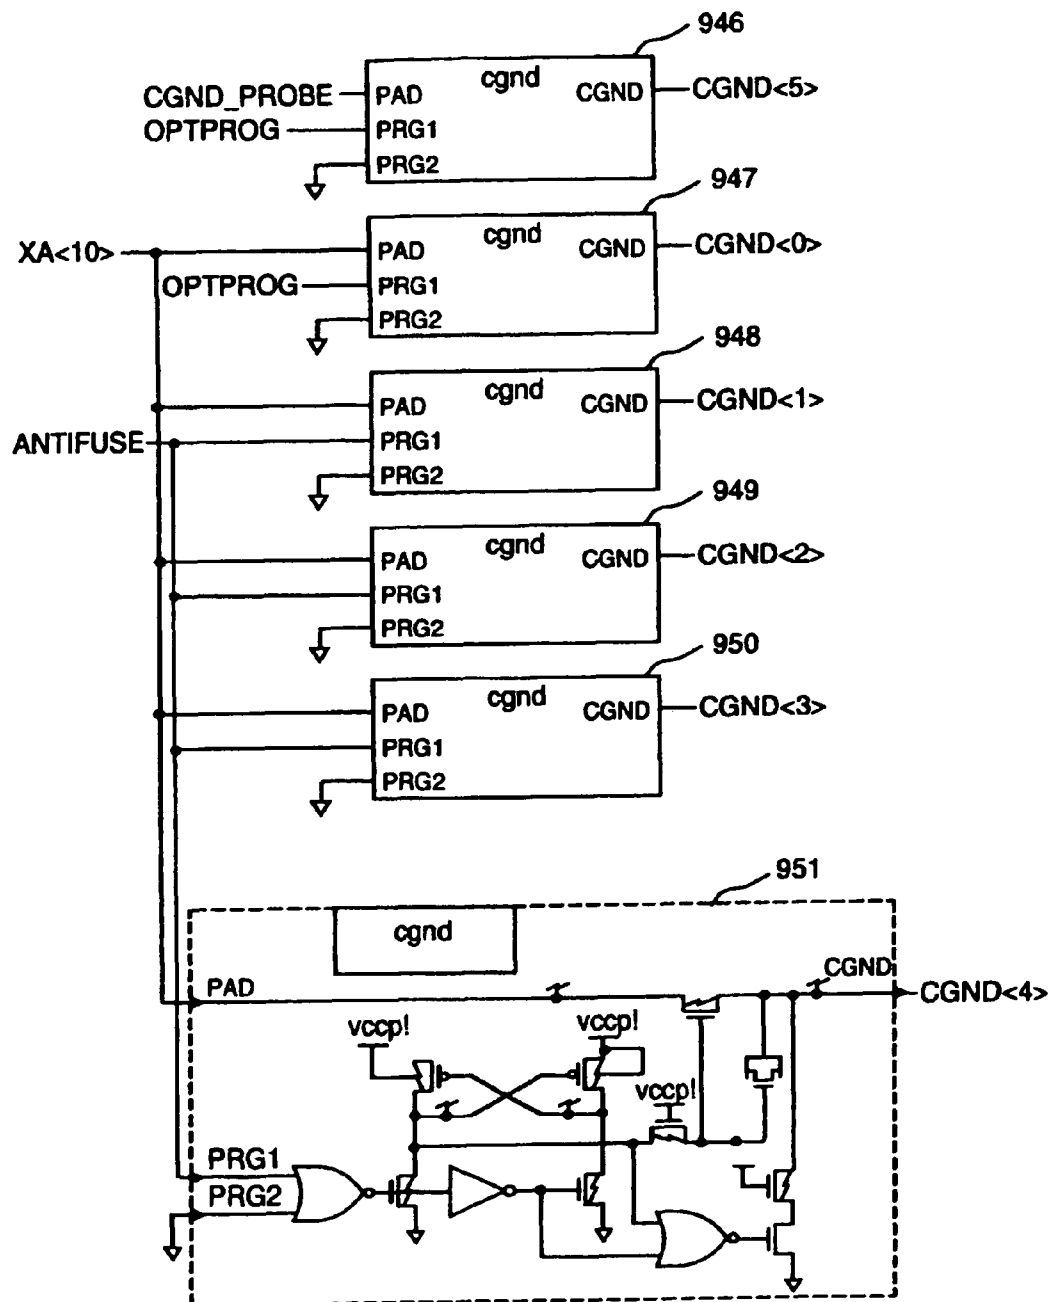 946
cgnd
CGND_PROBE PAD CGND CGND<5>
OPTPROG PRG1
PRG2
947
cgnd
XA<10> PAD CGND CGND<0>
OPTPROG PRG1
PRG2
948
cgnd
PAD CGND CGND<1>
ANTIFUSE PRG1
PRG2
949
cgnd
PAD CGND CGND<2>
PRG1
PRG2
950
cgnd
PAD CGND CGND<3>
PRG1
PRG2
951
cgnd
PAD CGND CGND<4>
vccp! vccp!
vccp!
PRG1
PRG2